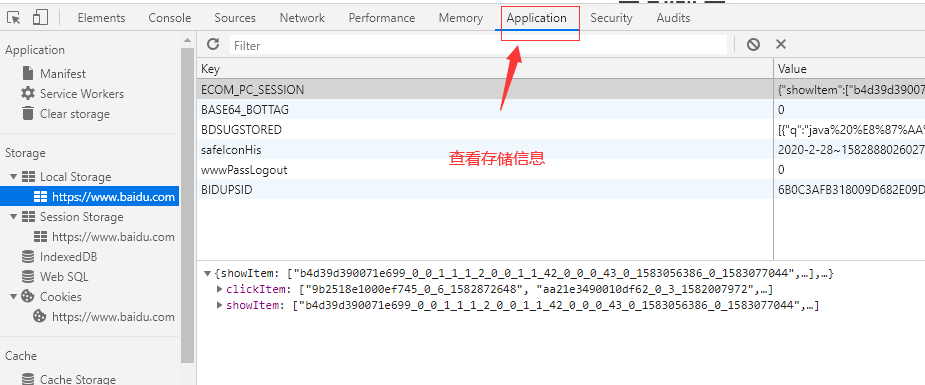 Elements Console Sources Network Performance Memory Application Security Audits
Application
Manifest
Service Workers
Clear storage
Storage
Local Storage
https://www.baidu.com
Session Storage
https://www.baidu.com
IndexedDB
Web SQL
Cookies
https://www.baidu.com
Cache
Cache Storage
Filter
Key Value
ECOM_PC_SESSION {"showItem":["b4d39d390071
BASE64_BOTTAG 0
BDSUGSTORED [{"q":"java%20%E8%87%AA%
safeIconHis 2020-2-28~1582888026027
wwwPassLogout 0
BIDUPSID 6B0C3AFB318009D682E09D
查看存储信息
{showItem: ["b4d39d390071e699_0_0_1_1_1_2_0_0_1_1_42_0_0_0_43_0_1583056386_0_1583077044",…],…}
clickItem: ["9b2518e1000ef745_0_6_1582872648", "aa21e3490010df62_0_3_1582007972",…]
showItem: ["b4d39d390071e699_0_0_1_1_1_2_0_0_1_1_42_0_0_0_43_0_1583056386_0_1583077044",…]